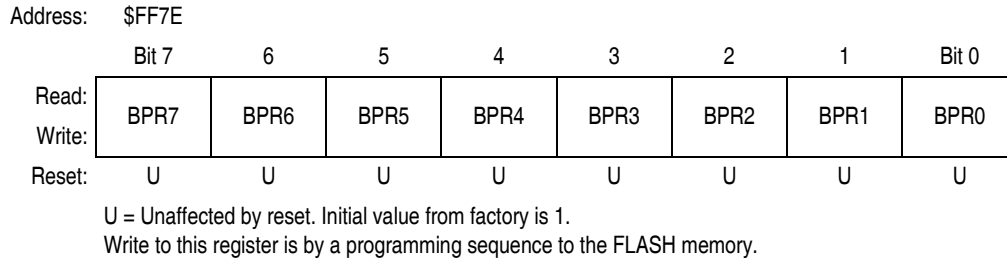 Address: $FF7E
Bit 7 6 5 4 3 2 1 Bit 0
Read:
BPR7 BPR6 BPR5 BPR4 BPR3 BPR2 BPR1 BPR0
Write:
Reset: U U U U U U U U
U = Unaffected by reset. Initial value from factory is 1.
Write to this register is by a programming sequence to the FLASH memory.